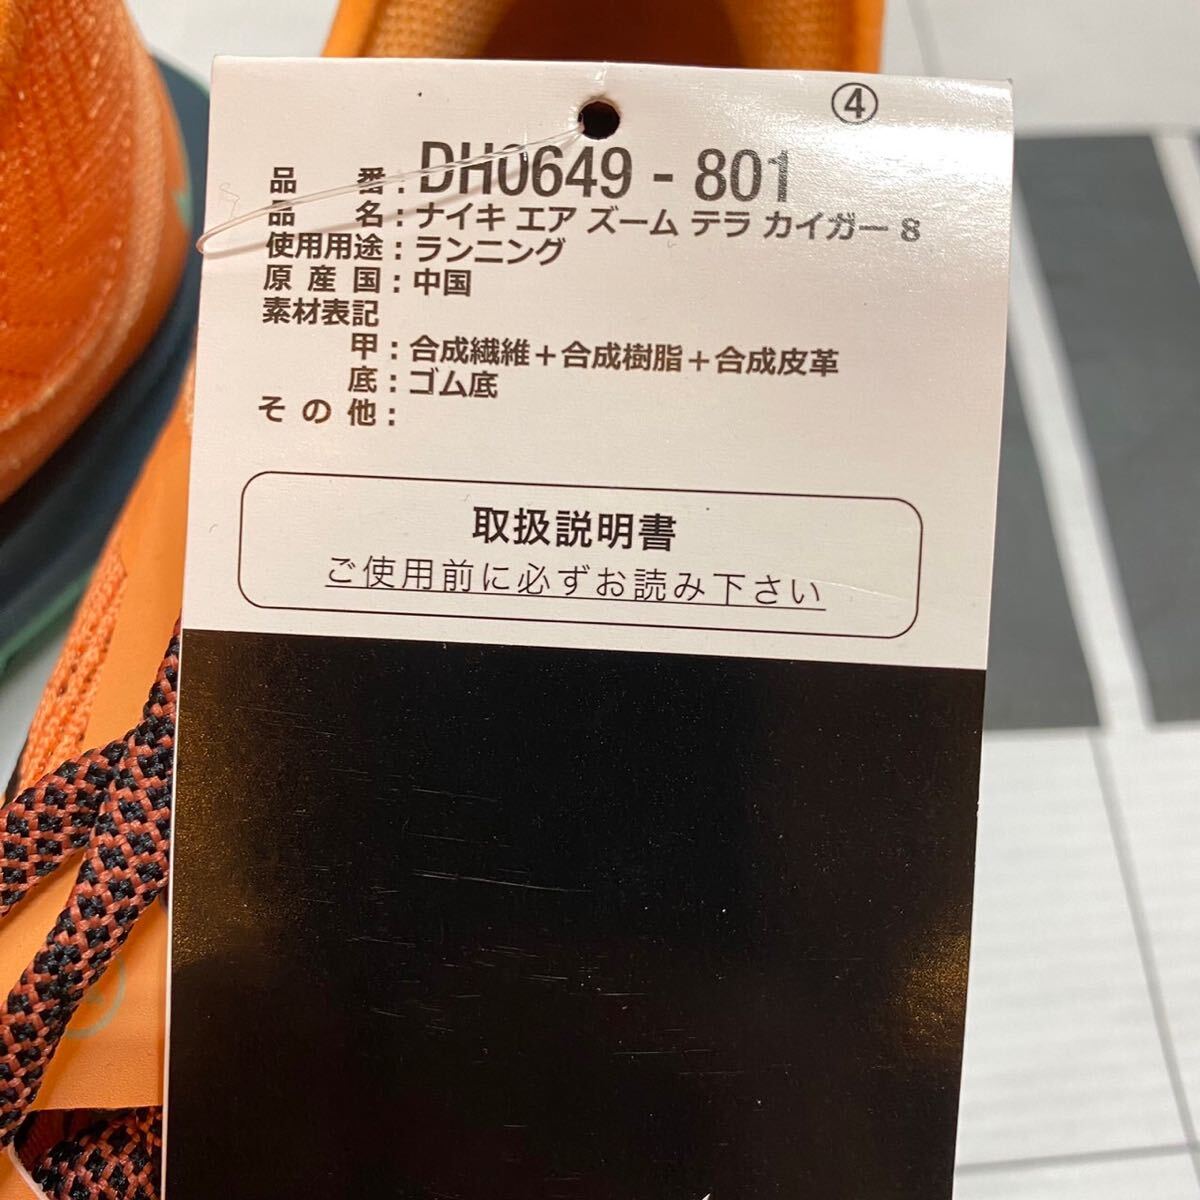 ④
品番:DH0649 - 801
品名:ナイキ エア ズーム テラ カイガー 8
使用用途:ランニング
原産国:中国
素材表記
甲:合成繊維+合成樹脂+合成皮革
底:ゴム底
その他:
取扱説明書
ご使用前に必ずお読み下さい